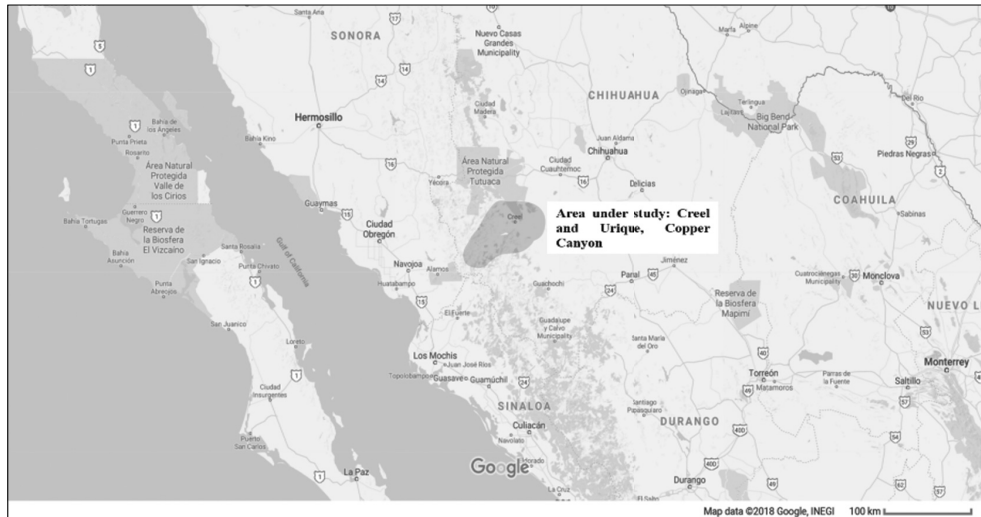 Santa Ana
Nuevo Casas
Grandes
Municipality
SONORA
Marfa
Alpine
Ciudad
Madera
CHIHUAHUA
Ojinaga
Terlingua
Lajitas
Big Bend
National Park
Del Rio
Bahía de
los Ángeles
Punta Prieta
Rosarito
Hermosillo
Bahía Kino
Juan Aldama
Chihuahua
Piedras Negras
Área Natural
Protegida
Valle de
los Cirios
Área Natural
Protegida
Tutuaca
Ciudad
Cuauhtémoc
Yécora
Delicias
COAHUILA
Sabinas
Guerrero
Negro
Bahía Tortugas
Reserva de
la Biosfera
El Vizcaíno
Guaymas
Ciudad
Obregón
Creel
Area under study: Creel
and Urique, Copper
Canyon
Santa Rosalía
Gulf of California
Bahía
Asunción
San Ignacio
Punta Chivato
Navojoa
Alamos
Huatabampo
Guachochi
Parral
Jiménez
Cuatrociénegas
Municipality
Monclova
Punta
Abreojos
Reserva de
la Biosfera
Mapimí
NUEVO L
San Juanico
Loreto
El Fuerte
Guadalupe
y Calvo
Municipality
Santa María
del Oro
Los Mochis
Juan José Ríos
Topolobampo
Guasave
Guamúchil
Torreón
Matamoros
Parras de
la Fuente
Saltillo
Monterrey
Ciudad
Insurgentes
SINALOA
Santiago
Papasquiaro
DURANGO
Puerto
San Carlos
Culiacán
Navolato
La Paz
Google
La Cruz
El Salto
Durango
Map data ©2018 Google, INEGI 100 km